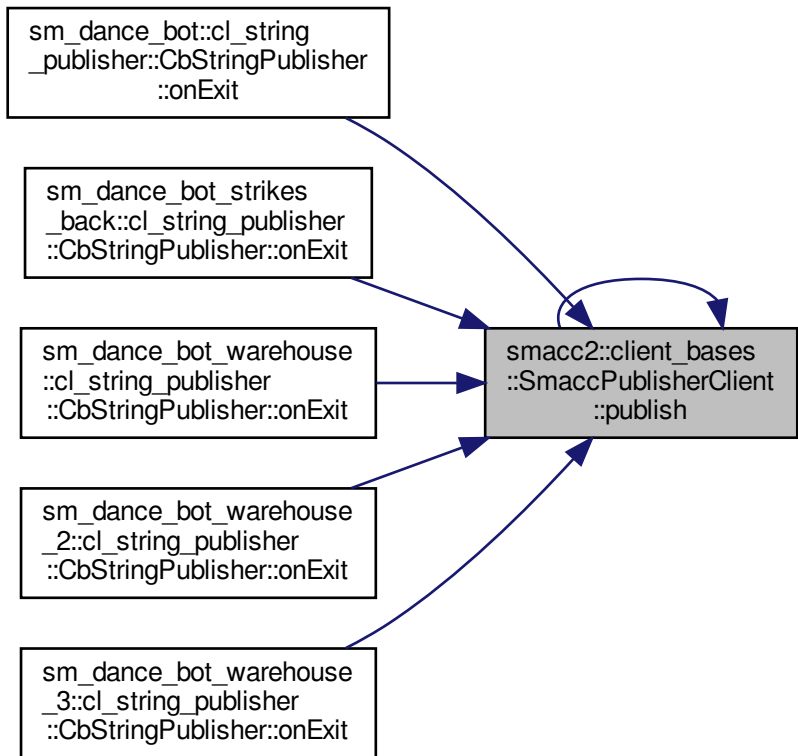 sm_dance_bot::cl_string
_publisher::CbStringPublisher
::onExit
sm_dance_bot_strikes
_back::cl_string_publisher
::CbStringPublisher::onExit
sm_dance_bot_warehouse
::cl_string_publisher
::CbStringPublisher::onExit
sm_dance_bot_warehouse
_2::cl_string_publisher
::CbStringPublisher::onExit
sm_dance_bot_warehouse
_3::cl_string_publisher
::CbStringPublisher::onExit
smacc2::client_bases
::SmaccPublisherClient
::publish